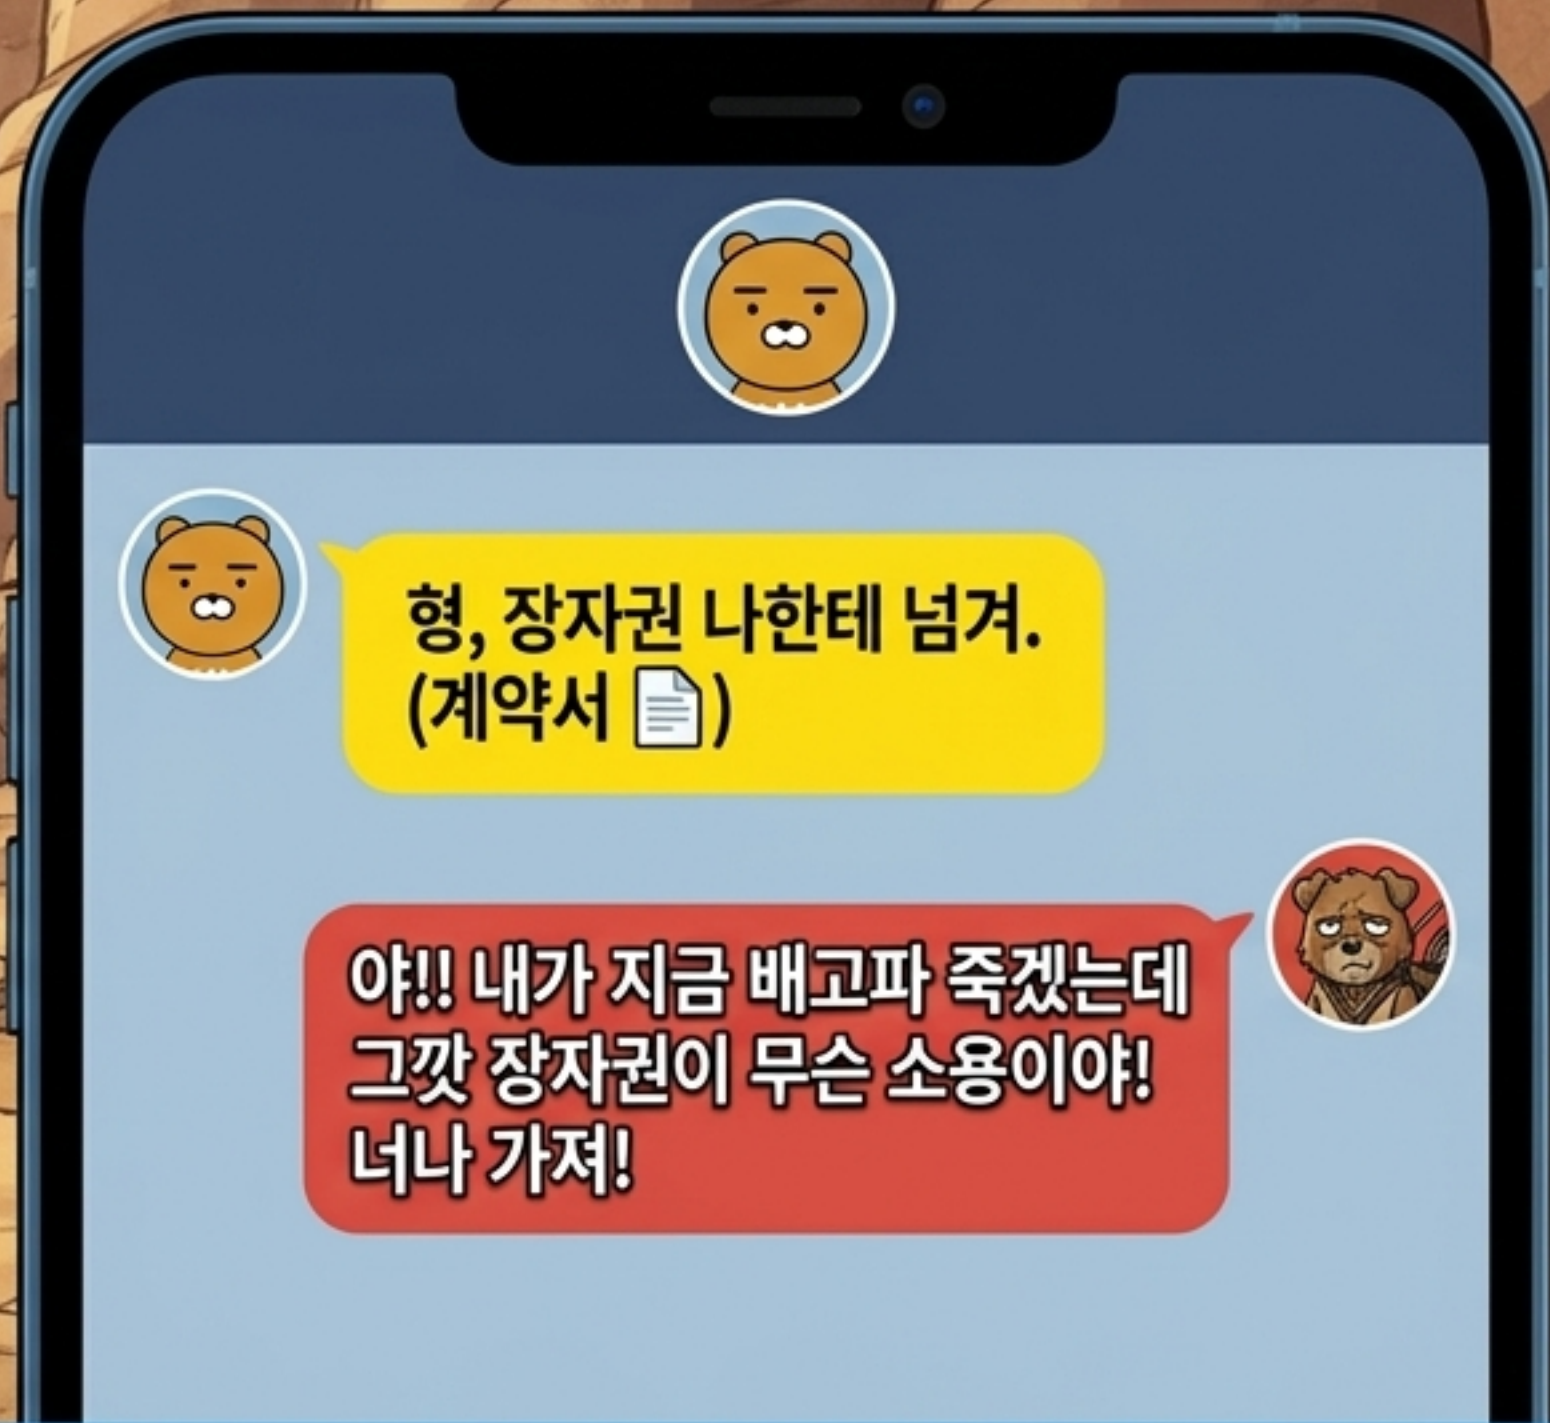 형, 장자권 나한테 넘겨.
(계약서 📄)
야!! 내가 지금 배고파 죽겠는데
그깟 장자권이 무슨 소용이야!
너나 가져!